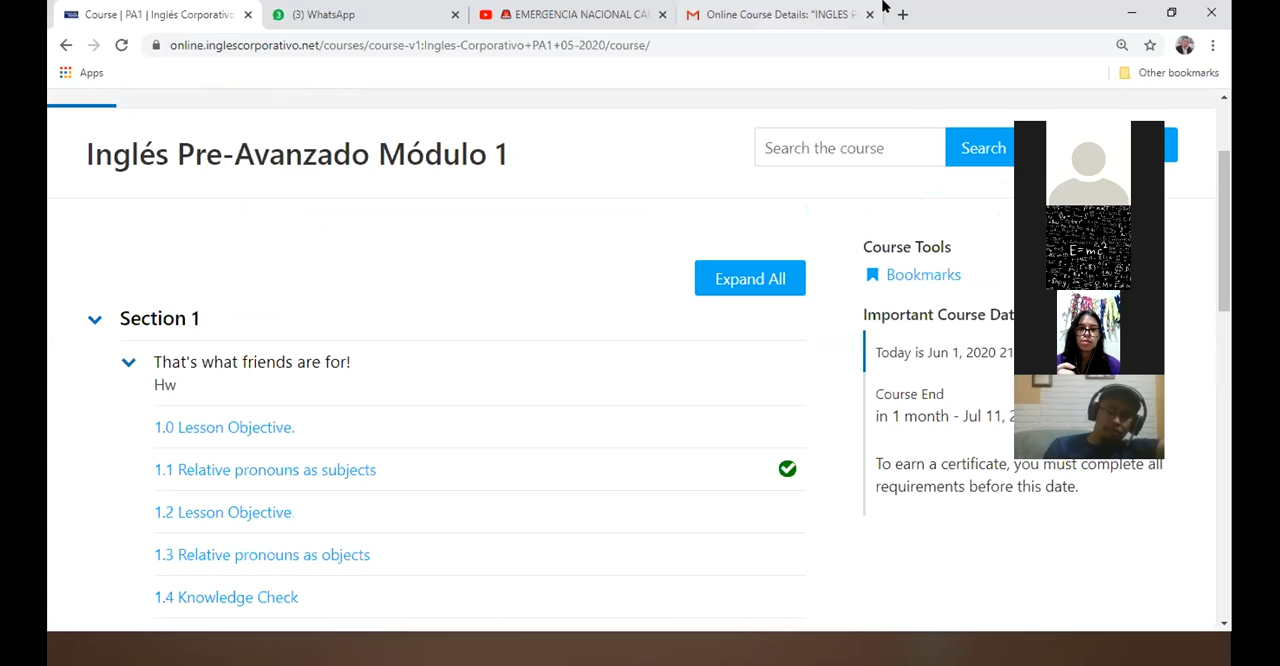 Course | PA1 | Inglés Corporativo
(3) WhatsApp
EMERGENCIA NACIONAL CA
Online Course Details: "INGLES P
online.inglescorporativo.net/courses/course-v1:Ingles-Corporativo+PA1+05-2020/course/
Apps
Other bookmarks
Inglés Pre-Avanzado Módulo 1
Search the course
Search
Expand All
Course Tools
Bookmarks
Section 1
Important Course Dat
That's what friends are for!
Today is Jun 1, 2020 21
Hw
Course End
in 1 month - Jul 11, 2
1.0 Lesson Objective.
1.1 Relative pronouns as subjects
To earn a certificate, you must complete all
requirements before this date.
1.2 Lesson Objective
1.3 Relative pronouns as objects
1.4 Knowledge Check
E=mc²